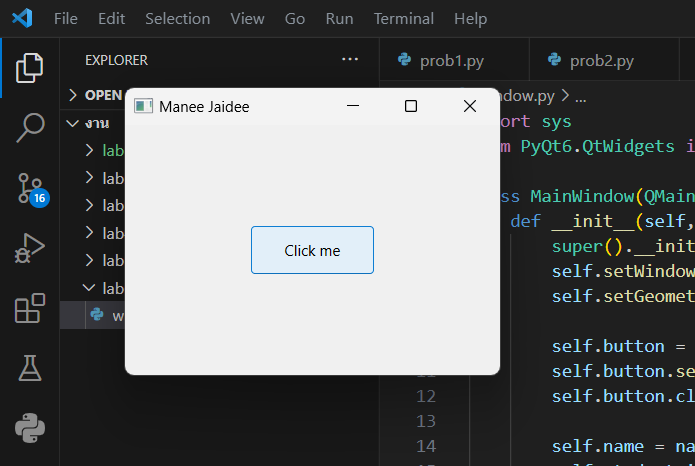 File Edit Selection View Go Run Terminal Help
EXPLORER ...
prob1.py prob2.py
OPEN
งาน
lab
lab
lab
lab
lab
lab
w
16
Manee Jaidee
Click me
ndow.py > ...
ort sys
m PyQt6.QtWidgets i
ss MainWindow(QMain
def __init__(self,
super().__init
self.setWindow
self.setGeomet
self.button =
self.button.se
12 self.button.cl
13
14 self.name = na